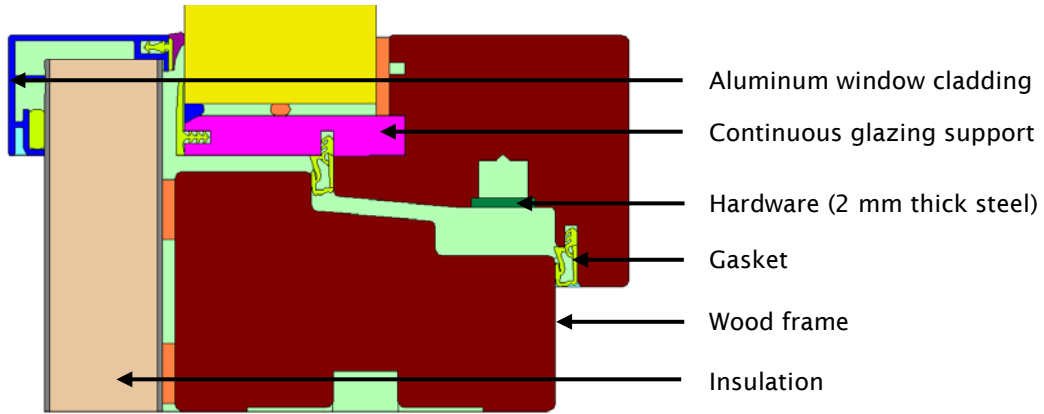 Aluminum window cladding
Continuous glazing support
Hardware (2 mm thick steel)
Gasket
Wood frame
Insulation